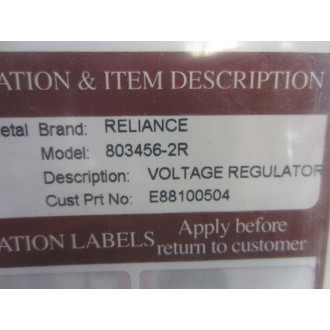 ATION & ITEM DESCRIPTION
etal Brand: RELIANCE
Model: 803456-2R
Description: VOLTAGE REGULATOR
Cust Prt No: E88100504
ATION LABELS Apply before
return to customer